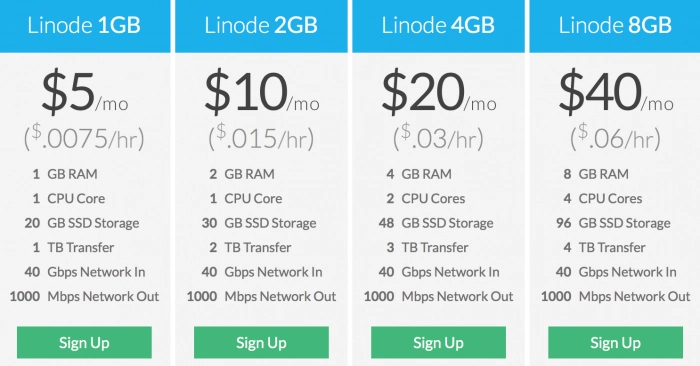 Linode 1GB
$5/mo
($.0075/hr)
1 GB RAM
1 CPU Core
20 GB SSD Storage
1 TB Transfer
40 Gbps Network In
1000 Mbps Network Out
Sign Up
Linode 2GB
$10/mo
($.015/hr)
2 GB RAM
1 CPU Core
30 GB SSD Storage
2 TB Transfer
40 Gbps Network In
1000 Mbps Network Out
Sign Up
Linode 4GB
$20/mo
($.03/hr)
4 GB RAM
2 CPU Cores
48 GB SSD Storage
3 TB Transfer
40 Gbps Network In
1000 Mbps Network Out
Sign Up
Linode 8GB
$40/mo
($.06/hr)
8 GB RAM
4 CPU Cores
96 GB SSD Storage
4 TB Transfer
40 Gbps Network In
1000 Mbps Network Out
Sign Up